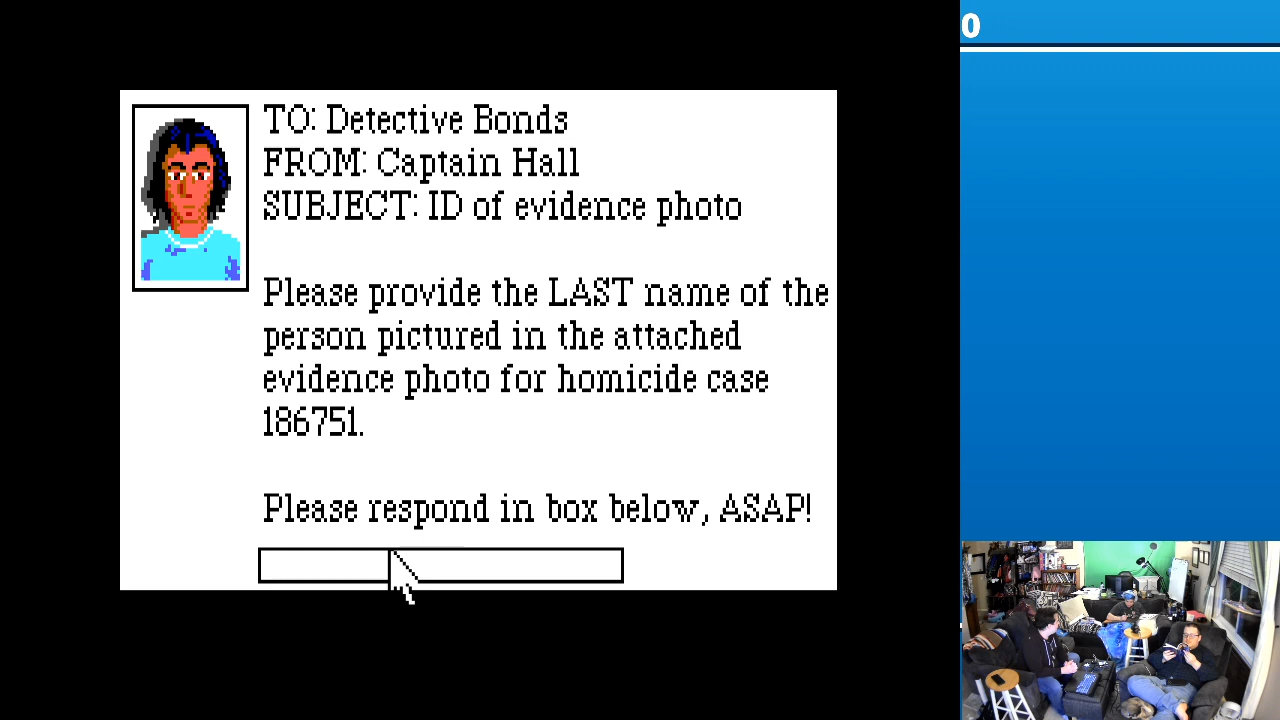 0
TO: Detective Bonds
FROM: Captain Hall
SUBJECT: ID of evidence photo
Please provide the LAST name of the
person pictured in the attached
evidence photo for homicide case
186751.
Please respond in box below, ASAP!